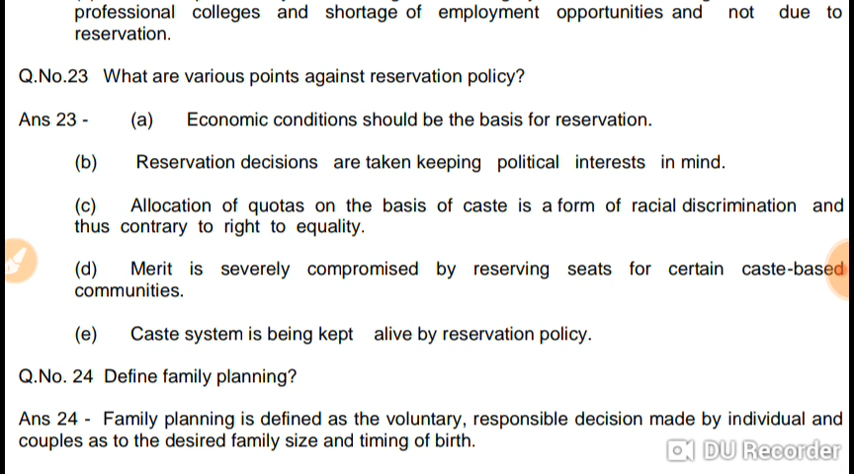 professional colleges and shortage of employment opportunities and not due to
reservation.
Q.No.23 What are various points against reservation policy?
Ans 23 - (a) Economic conditions should be the basis for reservation.
(b) Reservation decisions are taken keeping political interests in mind.
(c) Allocation of quotas on the basis of caste is a form of racial discrimination and
thus contrary to right to equality.
(d) Merit is severely compromised by reserving seats for certain caste-based
communities.
(e) Caste system is being kept alive by reservation policy.
Q.No. 24 Define family planning?
Ans 24 - Family planning is defined as the voluntary, responsible decision made by individual and
couples as to the desired family size and timing of birth.
DU Recorder